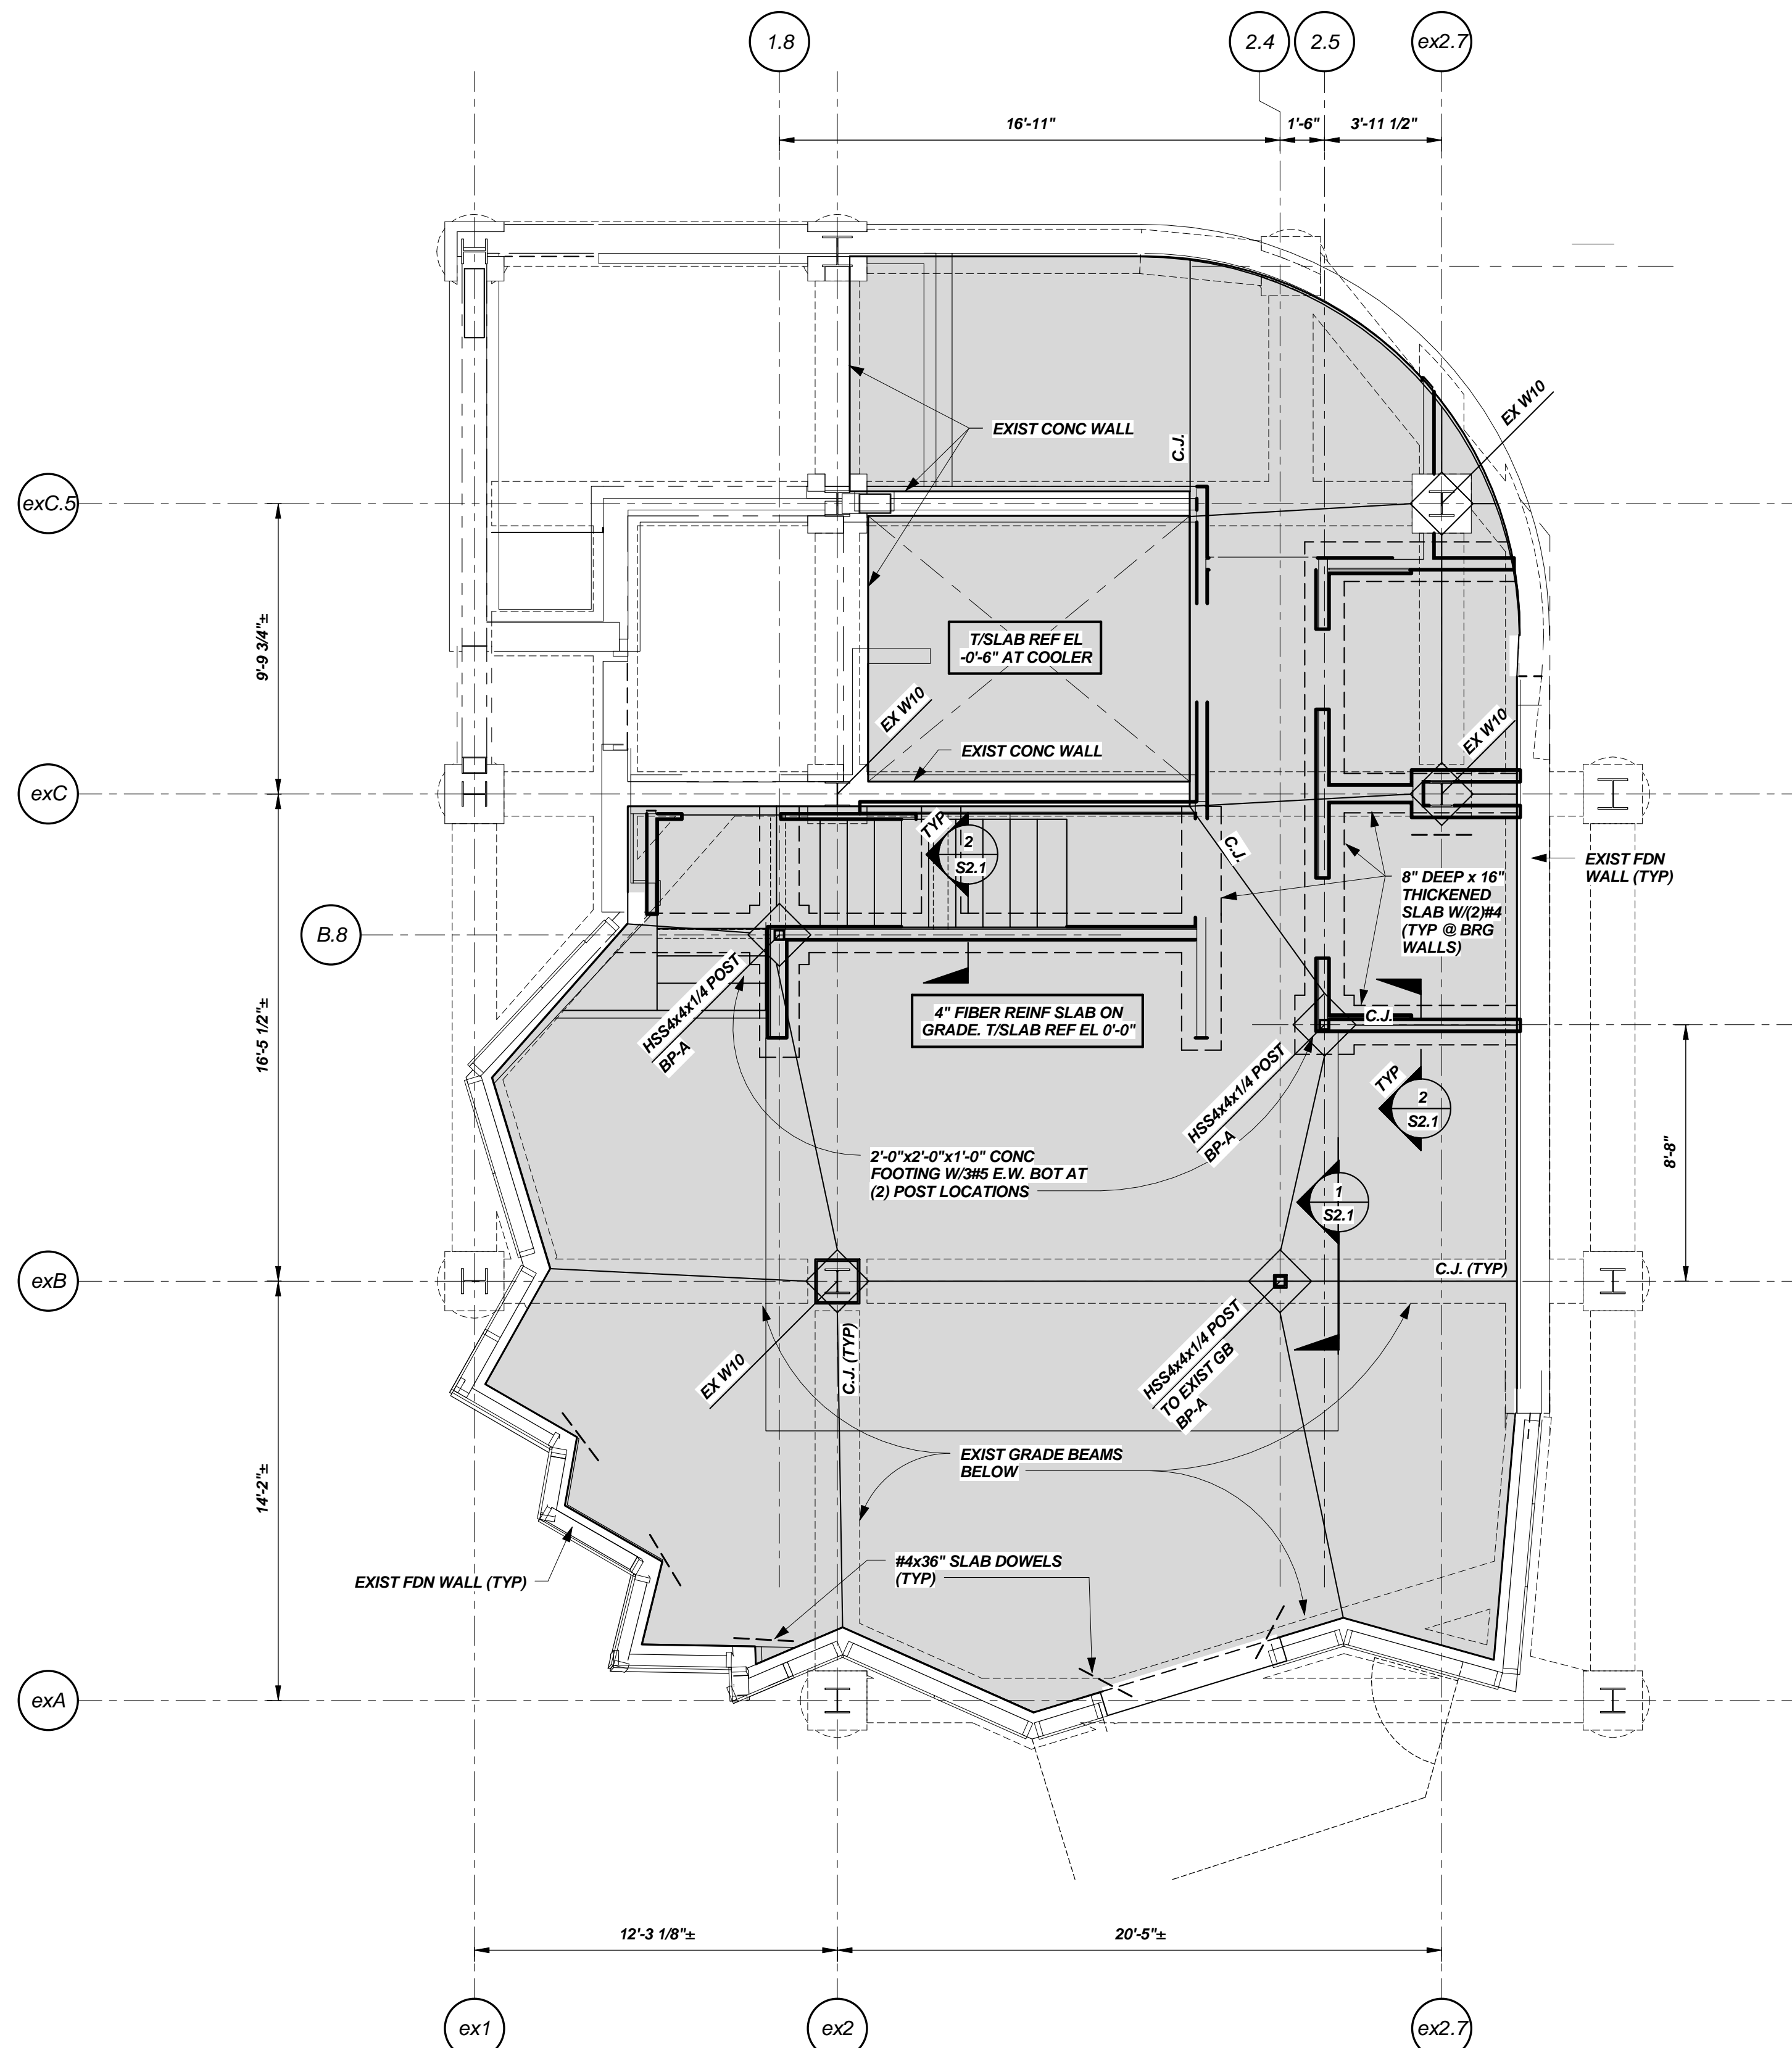 1.8
2.4
2.5
ex2.7
16'-11"
1'-6"
3'-11 1/2"
EX W10
EXIST CONC WALL
C.J.
exC.5
9'-9 3/4"±
T/SLAB REF EL
-0'-6" AT COOLER
EX W10
EX W10
EXIST CONC WALL
exC
TYP
2
S2.1
C.J.
EXIST FDN
WALL (TYP)
8" DEEP x 16"
THICKENED
SLAB W/(2)#4
(TYP @ BRG
WALLS)
B.8
HSS4x4x1/4 POST
BP-A
4" FIBER REINF SLAB ON
GRADE. T/SLAB REF EL 0'-0"
C.J.
16'-5 1/2"±
HSS4x4x1/4 POST
BP-A
TYP
2
S2.1
8'-8"
2'-0"x2'-0"x1'-0" CONC
FOOTING W/3#5 E.W. BOT AT
(2) POST LOCATIONS
1
S2.1
exB
C.J. (TYP)
EX W10
C.J. (TYP)
HSS4x4x1/4 POST
TO EXIST GB
BP-A
14'-2"±
EXIST GRADE BEAMS
BELOW
#4x36" SLAB DOWELS
(TYP)
EXIST FDN WALL (TYP)
exA
12'-3 1/8"±
20'-5"±
ex1
ex2
ex2.7